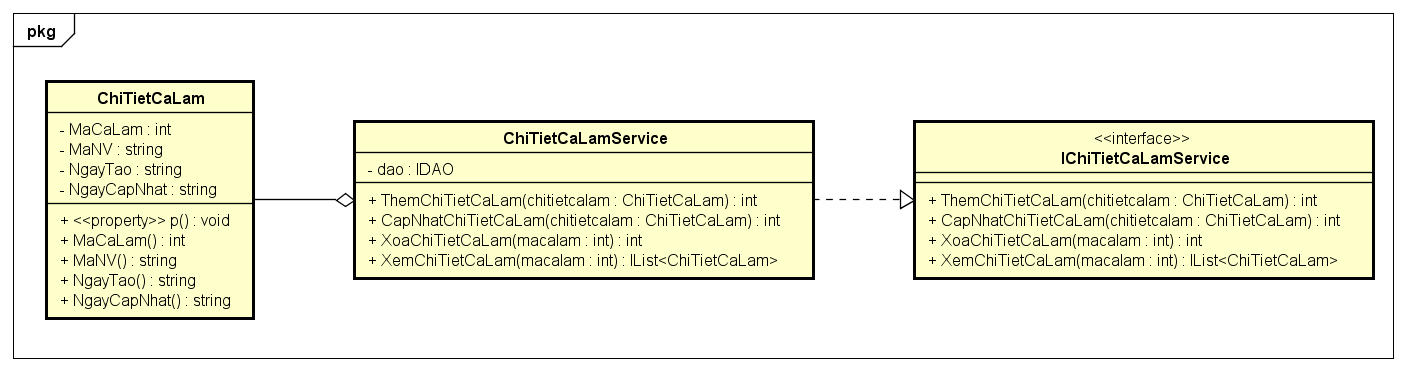 pkg
ChiTietCaLam
- MaCaLam : int
- MaNV : string
- NgayTao : string
- NgayCapNhat : string
+ <<property>> p() : void
+ MaCaLam() : int
+ MaNV() : string
+ NgayTao() : string
+ NgayCapNhat() : string
ChiTietCaLamService
- dao : IDAO
+ ThemChiTietCaLam(chitietcalam : ChiTietCaLam) : int
+ CapNhatChiTietCaLam(chitietcalam : ChiTietCaLam) : int
+ XoaChiTietCaLam(macalam : int) : int
+ XemChiTietCaLam(macalam : int) : IList<ChiTietCaLam>
<<interface>>
IChiTietCaLamService
+ ThemChiTietCaLam(chitietcalam : ChiTietCaLam) : int
+ CapNhatChiTietCaLam(chitietcalam : ChiTietCaLam) : int
+ XoaChiTietCaLam(macalam : int) : int
+ XemChiTietCaLam(macalam : int) : IList<ChiTietCaLam>